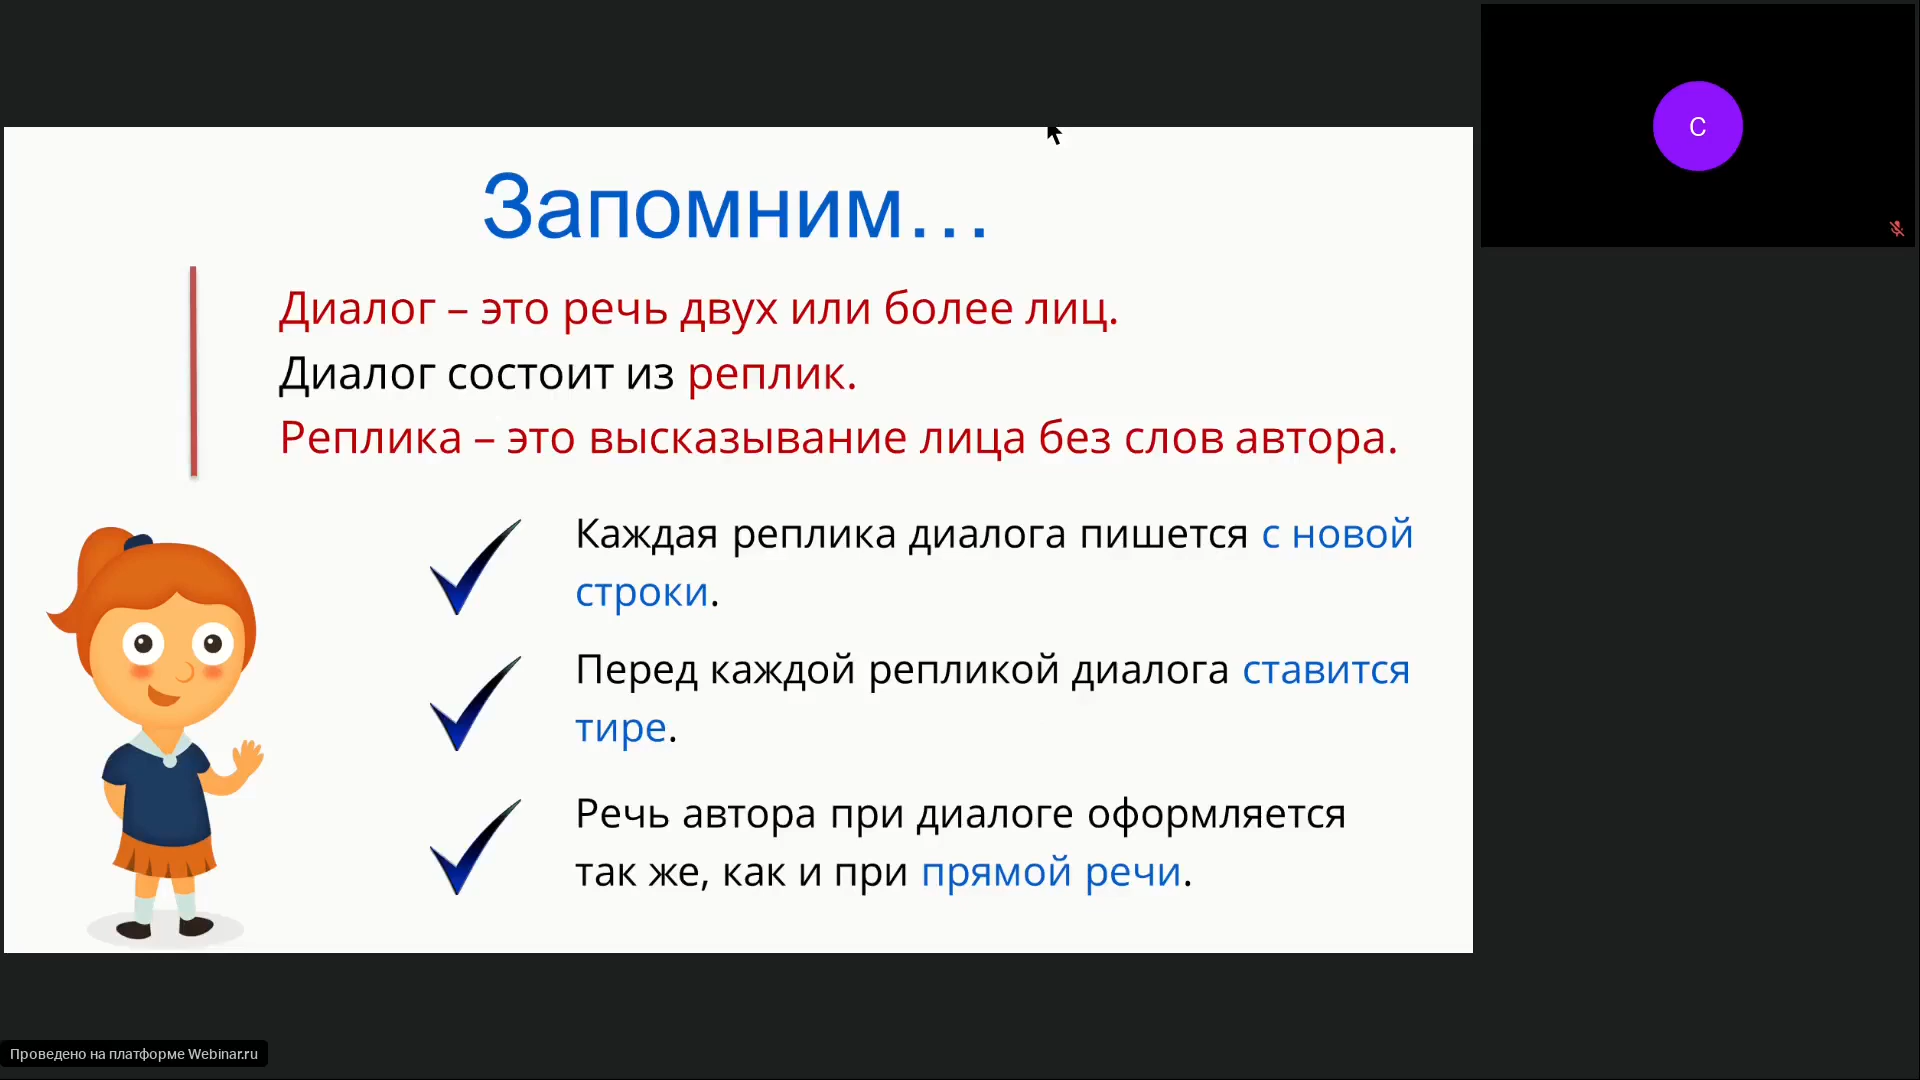 Запомним...
Диалог – это речь двух или более лиц.
Диалог состоит из реплик.
Реплика – это высказывание лица без слов автора.
Каждая реплика диалога пишется с новой
строки.
Перед каждой репликой диалога ставится
тире.
Речь автора при диалоге оформляется
так же, как и при прямой речи.
С
Проведено на платформе Webinar.ru